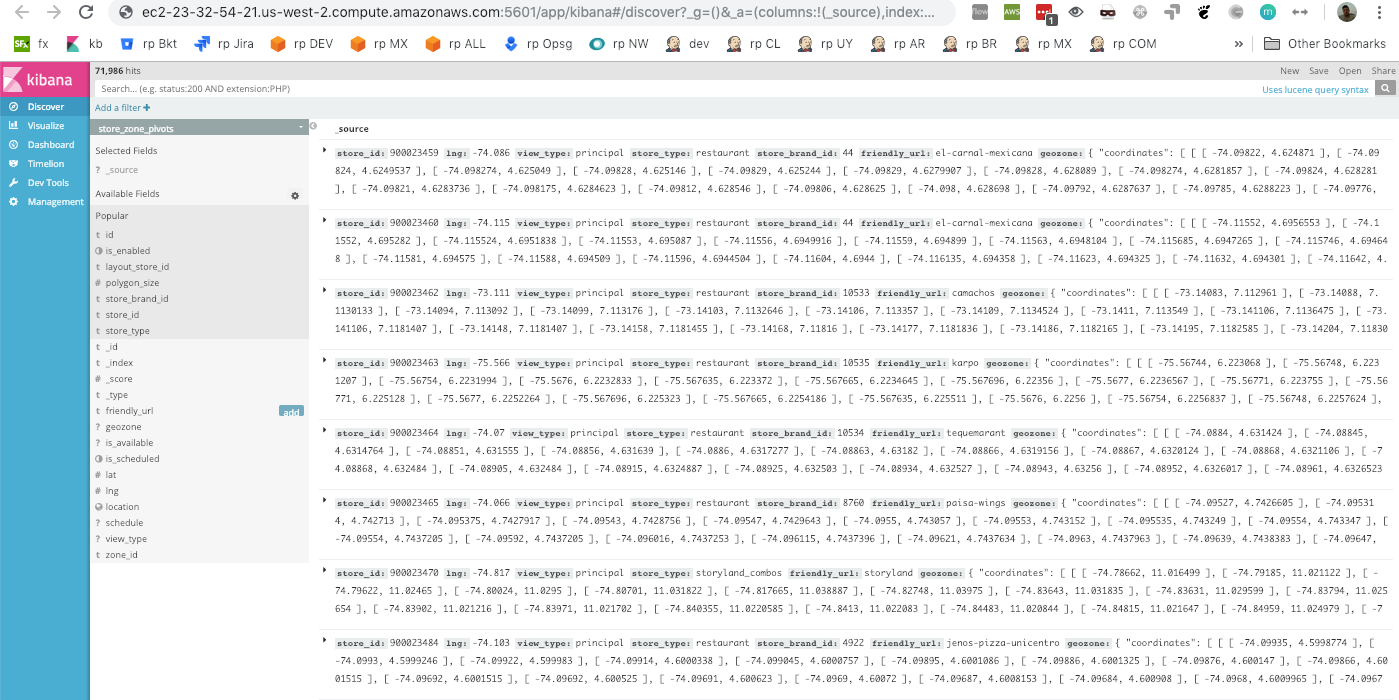 ec2-23-32-54-21.us-west-2.compute.amazonaws.com:5601/app/kibana#/discover?_g=()&_a=(columns:!(_source),index:...
AWS 1 m
fx kb rp Bkt rp Jira rp DEV rp MX rp ALL rp Opsg rp NW dev rp CL rp UY rp AR rp BR rp MX rp COM » Other Bookmarks
kibana
Discover
Visualize
Dashboard
Timelion
Dev Tools
Management
71,986 hits
New Save Open Share
Search... (e.g. status:200 AND extension:PHP)
Uses lucene query syntax
Add a filter +
store_zone_pivots
Selected Fields
? _source
Available Fields
Popular
t id
is_enabled
t layout_store_id
# polygon_size
t store_brand_id
t store_id
t store_type
t _id
t _index
# _score
t _type
t friendly_url add
? geozone
? is_available
is_scheduled
# lat
# lng
location
? schedule
? view_type
t zone_id
_source
store_id: 900023459 lng: -74.086 view_type: principal store_type: restaurant store_brand_id: 44 friendly_url: el-carnal-mexicana geozone: { "coordinates": [ [ [ -74.09822, 4.624871 ], [ -74.09
824, 4.6249537 ], [ -74.098274, 4.625049 ], [ -74.09828, 4.625146 ], [ -74.09829, 4.625244 ], [ -74.09829, 4.6279907 ], [ -74.09828, 4.628089 ], [ -74.098274, 4.6281857 ], [ -74.09824, 4.628281
], [ -74.09821, 4.6283736 ], [ -74.098175, 4.6284623 ], [ -74.09812, 4.628546 ], [ -74.09806, 4.628625 ], [ -74.098, 4.628698 ], [ -74.09792, 4.6287637 ], [ -74.09785, 4.6288223 ], [ -74.09776,
store_id: 900023460 lng: -74.115 view_type: principal store_type: restaurant store_brand_id: 44 friendly_url: el-carnal-mexicana geozone: { "coordinates": [ [ [ -74.11552, 4.6956553 ], [ -74.1
1552, 4.695282 ], [ -74.115524, 4.6951838 ], [ -74.11553, 4.695087 ], [ -74.11556, 4.6949916 ], [ -74.11559, 4.694899 ], [ -74.11563, 4.6948104 ], [ -74.115685, 4.6947265 ], [ -74.115746, 4.69464
8 ], [ -74.11581, 4.694575 ], [ -74.11588, 4.694509 ], [ -74.11596, 4.6944504 ], [ -74.11604, 4.6944 ], [ -74.116135, 4.694358 ], [ -74.11623, 4.694325 ], [ -74.11632, 4.694301 ], [ -74.11642, 4.
store_id: 900023462 lng: -73.111 view_type: principal store_type: restaurant store_brand_id: 10533 friendly_url: camachos geozone: { "coordinates": [ [ [ -73.14083, 7.112961 ], [ -73.14088, 7.
1130133 ], [ -73.14094, 7.113092 ], [ -73.14099, 7.113176 ], [ -73.14103, 7.1132646 ], [ -73.14106, 7.113357 ], [ -73.14109, 7.1134524 ], [ -73.1411, 7.113549 ], [ -73.141106, 7.1136475 ], [ -73.
141106, 7.1181407 ], [ -73.14148, 7.1181407 ], [ -73.14158, 7.1181455 ], [ -73.14168, 7.11816 ], [ -73.14177, 7.1181836 ], [ -73.14186, 7.1182165 ], [ -73.14195, 7.1182585 ], [ -73.14204, 7.11830
store_id: 900023463 lng: -75.566 view_type: principal store_type: restaurant store_brand_id: 10535 friendly_url: karpo geozone: { "coordinates": [ [ [ -75.56744, 6.223068 ], [ -75.56748, 6.223
1207 ], [ -75.56754, 6.2231994 ], [ -75.5676, 6.2232833 ], [ -75.567635, 6.223372 ], [ -75.567665, 6.2234645 ], [ -75.567696, 6.22356 ], [ -75.5677, 6.2236567 ], [ -75.56771, 6.223755 ], [ -75.56
771, 6.225128 ], [ -75.5677, 6.2252264 ], [ -75.567696, 6.225323 ], [ -75.567665, 6.2254186 ], [ -75.567635, 6.225511 ], [ -75.5676, 6.2256 ], [ -75.56754, 6.2256837 ], [ -75.56748, 6.2257624 ],
store_id: 900023464 lng: -74.07 view_type: principal store_type: restaurant store_brand_id: 10534 friendly_url: tequemarant geozone: { "coordinates": [ [ [ -74.0884, 4.631424 ], [ -74.08845,
4.6314764 ], [ -74.08851, 4.631555 ], [ -74.08856, 4.631639 ], [ -74.0886, 4.6317277 ], [ -74.08863, 4.63182 ], [ -74.08866, 4.6319156 ], [ -74.08867, 4.6320124 ], [ -74.08868, 4.6321106 ], [ -7
4.08868, 4.632484 ], [ -74.08905, 4.632484 ], [ -74.08915, 4.6324887 ], [ -74.08925, 4.632503 ], [ -74.08934, 4.632527 ], [ -74.08943, 4.63256 ], [ -74.08952, 4.6326017 ], [ -74.08961, 4.6326523
store_id: 900023465 lng: -74.066 view_type: principal store_type: restaurant store_brand_id: 8760 friendly_url: paisa-wings geozone: { "coordinates": [ [ [ -74.09527, 4.7426605 ], [ -74.09531
4, 4.742713 ], [ -74.095375, 4.7427917 ], [ -74.09543, 4.7428756 ], [ -74.09547, 4.7429643 ], [ -74.0955, 4.743057 ], [ -74.09553, 4.743152 ], [ -74.095535, 4.743249 ], [ -74.09554, 4.743347 ], [
-74.09554, 4.7437205 ], [ -74.09592, 4.7437205 ], [ -74.096016, 4.7437253 ], [ -74.096115, 4.7437396 ], [ -74.09621, 4.7437634 ], [ -74.0963, 4.7437963 ], [ -74.09639, 4.7438383 ], [ -74.09647,
store_id: 900023470 lng: -74.817 view_type: principal store_type: storyland_combos friendly_url: storyland geozone: { "coordinates": [ [ [ -74.78662, 11.016499 ], [ -74.79185, 11.021122 ], [ -
74.79622, 11.02465 ], [ -74.80024, 11.0295 ], [ -74.80701, 11.031822 ], [ -74.817665, 11.038887 ], [ -74.82748, 11.03975 ], [ -74.83643, 11.031835 ], [ -74.83631, 11.029599 ], [ -74.83794, 11.025
654 ], [ -74.83902, 11.021216 ], [ -74.83971, 11.021702 ], [ -74.840355, 11.0220585 ], [ -74.8413, 11.022083 ], [ -74.84483, 11.020844 ], [ -74.84815, 11.021647 ], [ -74.84959, 11.024979 ], [ -7
store_id: 900023484 lng: -74.103 view_type: principal store_type: restaurant store_brand_id: 4922 friendly_url: jenos-pizza-unicentro geozone: { "coordinates": [ [ [ -74.09935, 4.5998774 ], [
-74.0993, 4.5999246 ], [ -74.09922, 4.599983 ], [ -74.09914, 4.6000338 ], [ -74.099045, 4.6000757 ], [ -74.09895, 4.6001086 ], [ -74.09886, 4.6001325 ], [ -74.09876, 4.600147 ], [ -74.09866, 4.60
01515 ], [ -74.09692, 4.6001515 ], [ -74.09692, 4.600525 ], [ -74.09691, 4.600623 ], [ -74.0969, 4.60072 ], [ -74.09687, 4.6008153 ], [ -74.09684, 4.600908 ], [ -74.0968, 4.6009965 ], [ -74.0967